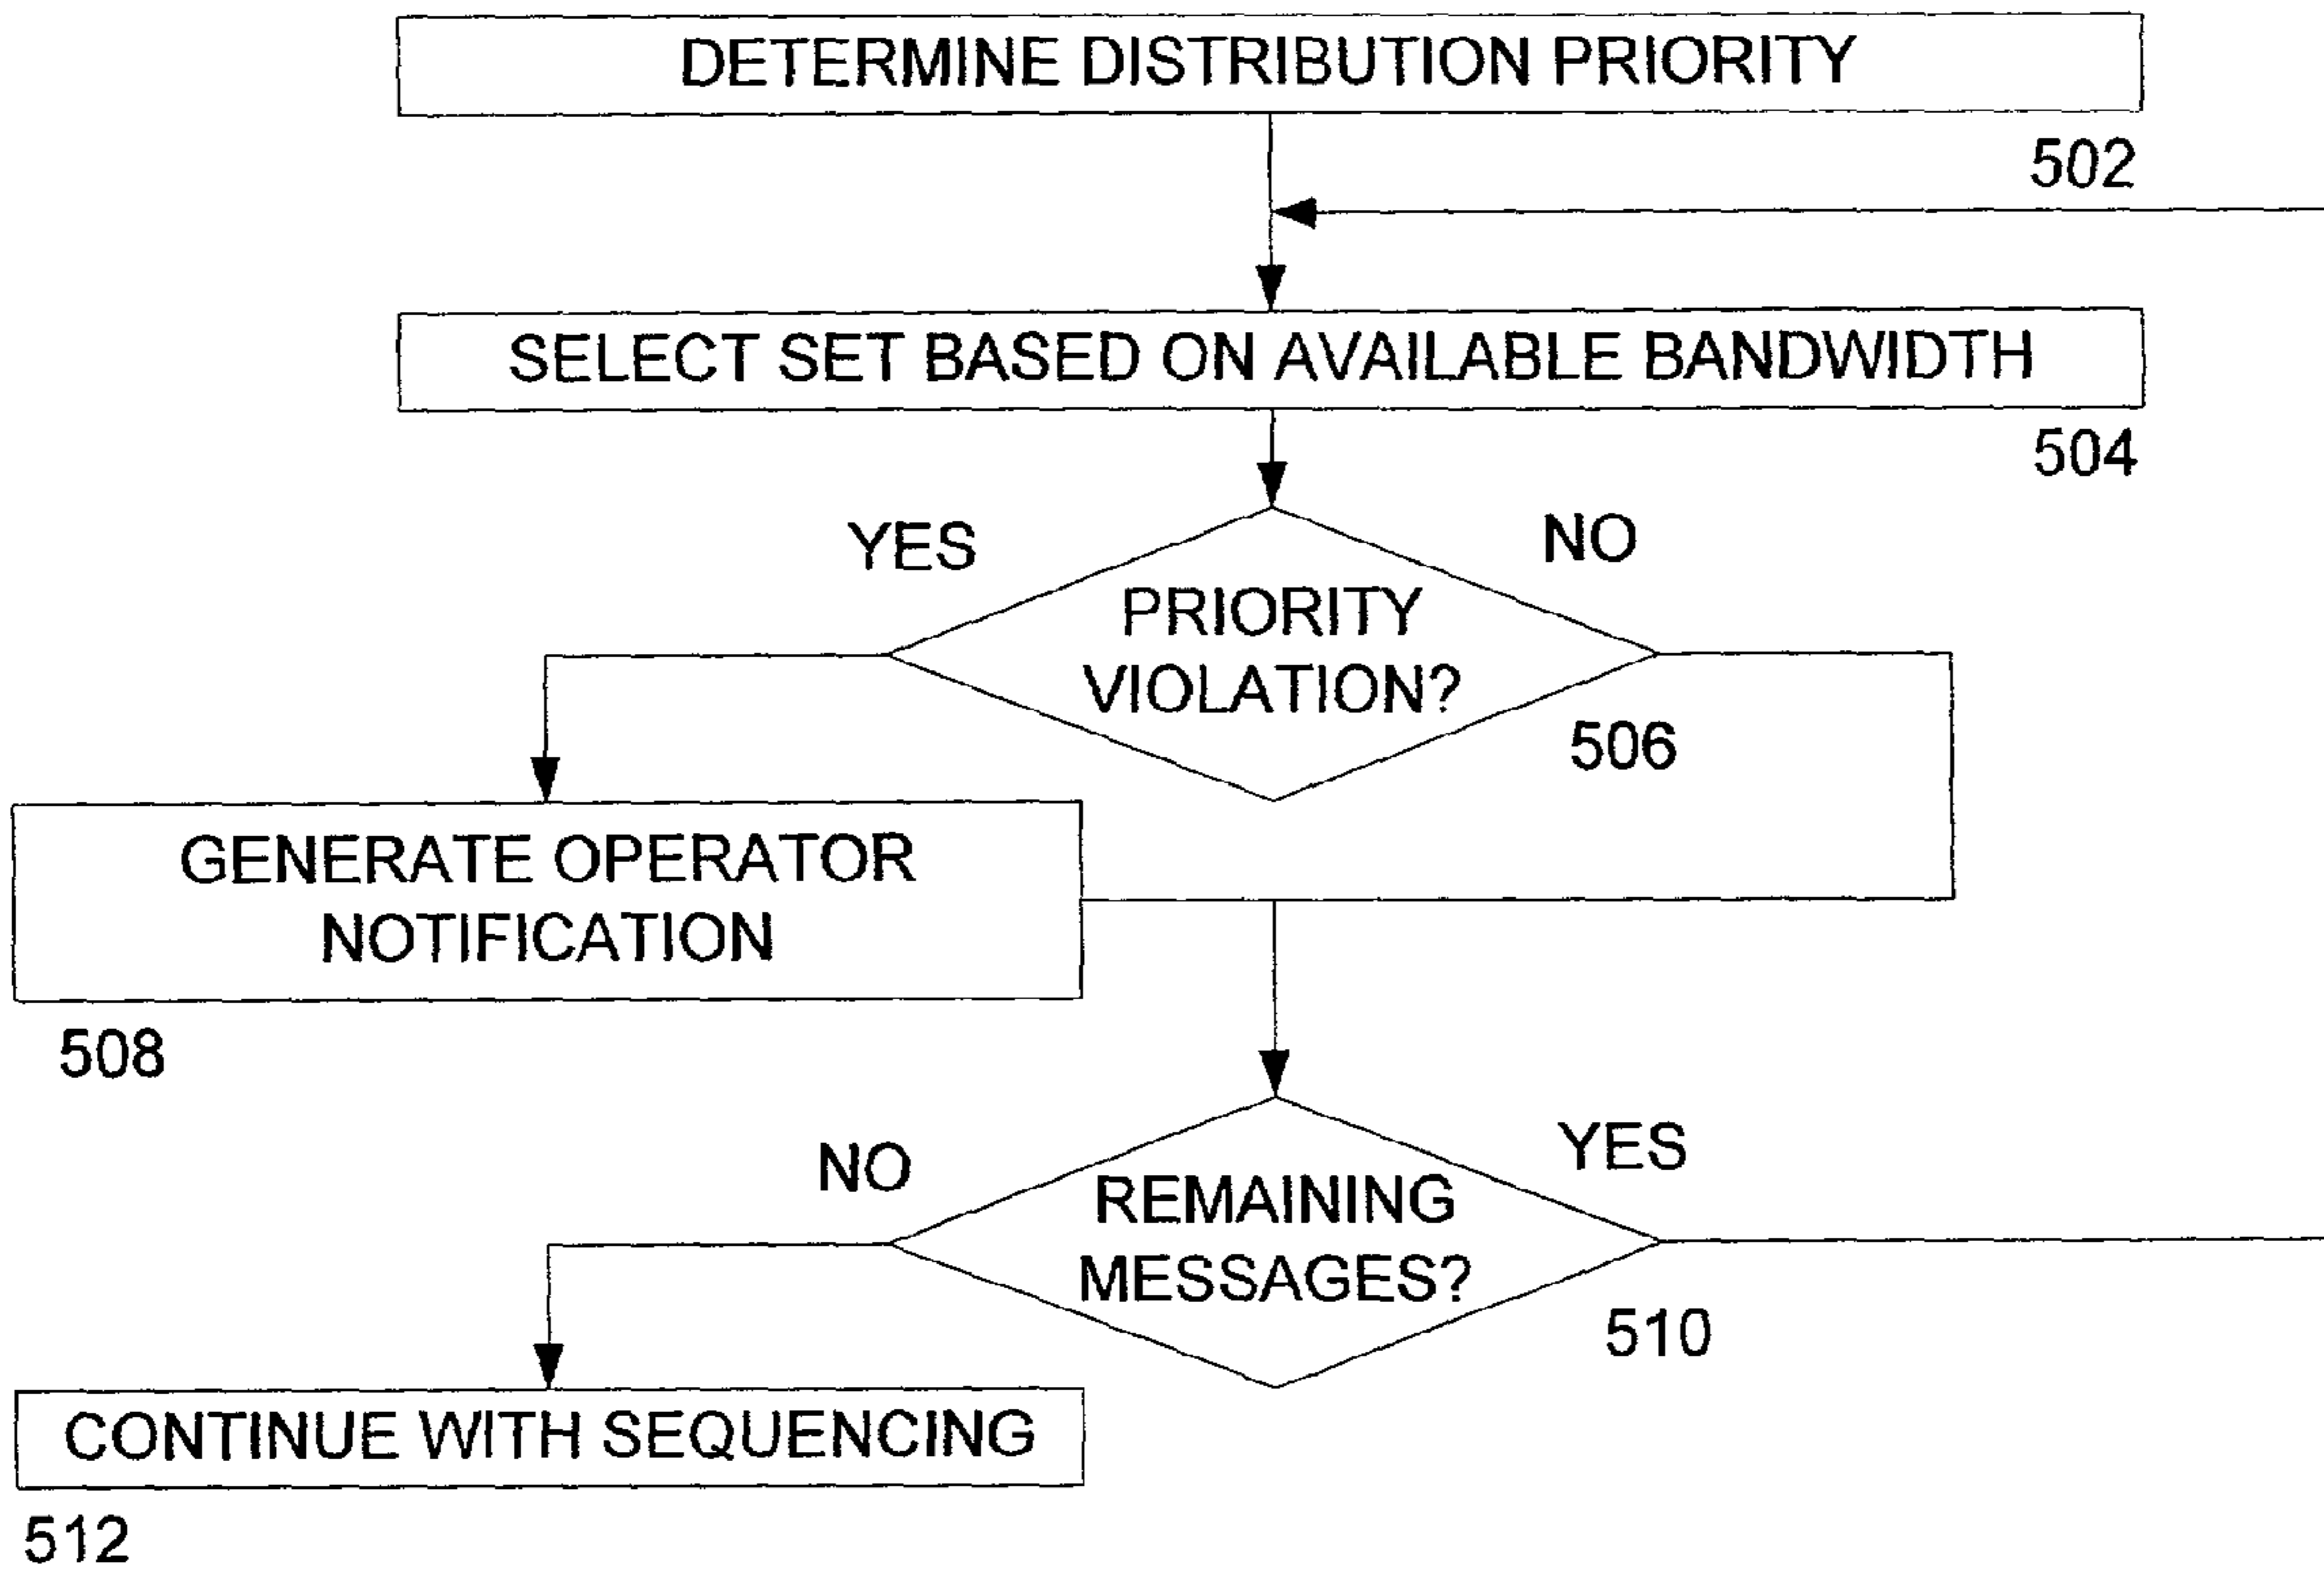 DETERMINE DISTRIBUTION PRIORITY
502
SELECT SET BASED ON AVAILABLE BANDWIDTH
504
YES
NO
PRIORITY
VIOLATION?
506
GENERATE OPERATOR
NOTIFICATION
508
NO
YES
REMAINING
MESSAGES?
510
CONTINUE WITH SEQUENCING
512